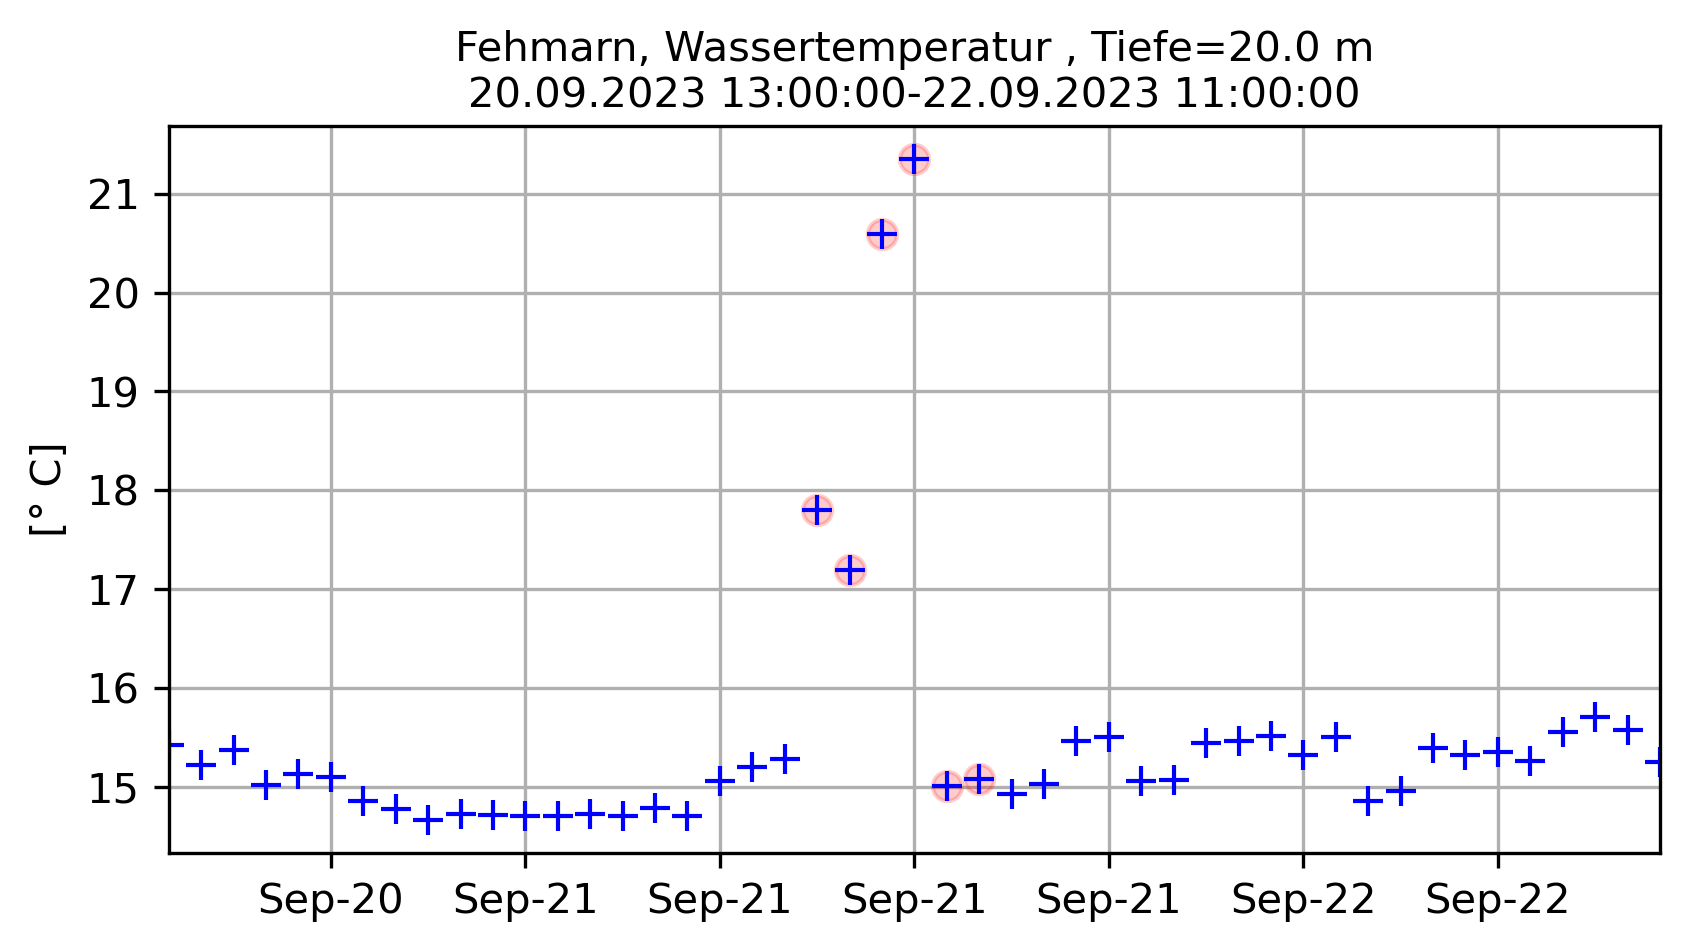 Fehmarn, Wassertemperatur , Tiefe=20.0 m
20.09.2023 13:00:00-22.09.2023 11:00:00
[° C]
21
20
19
18
17
16
15
Sep-20 Sep-21 Sep-21 Sep-21 Sep-21 Sep-22 Sep-22